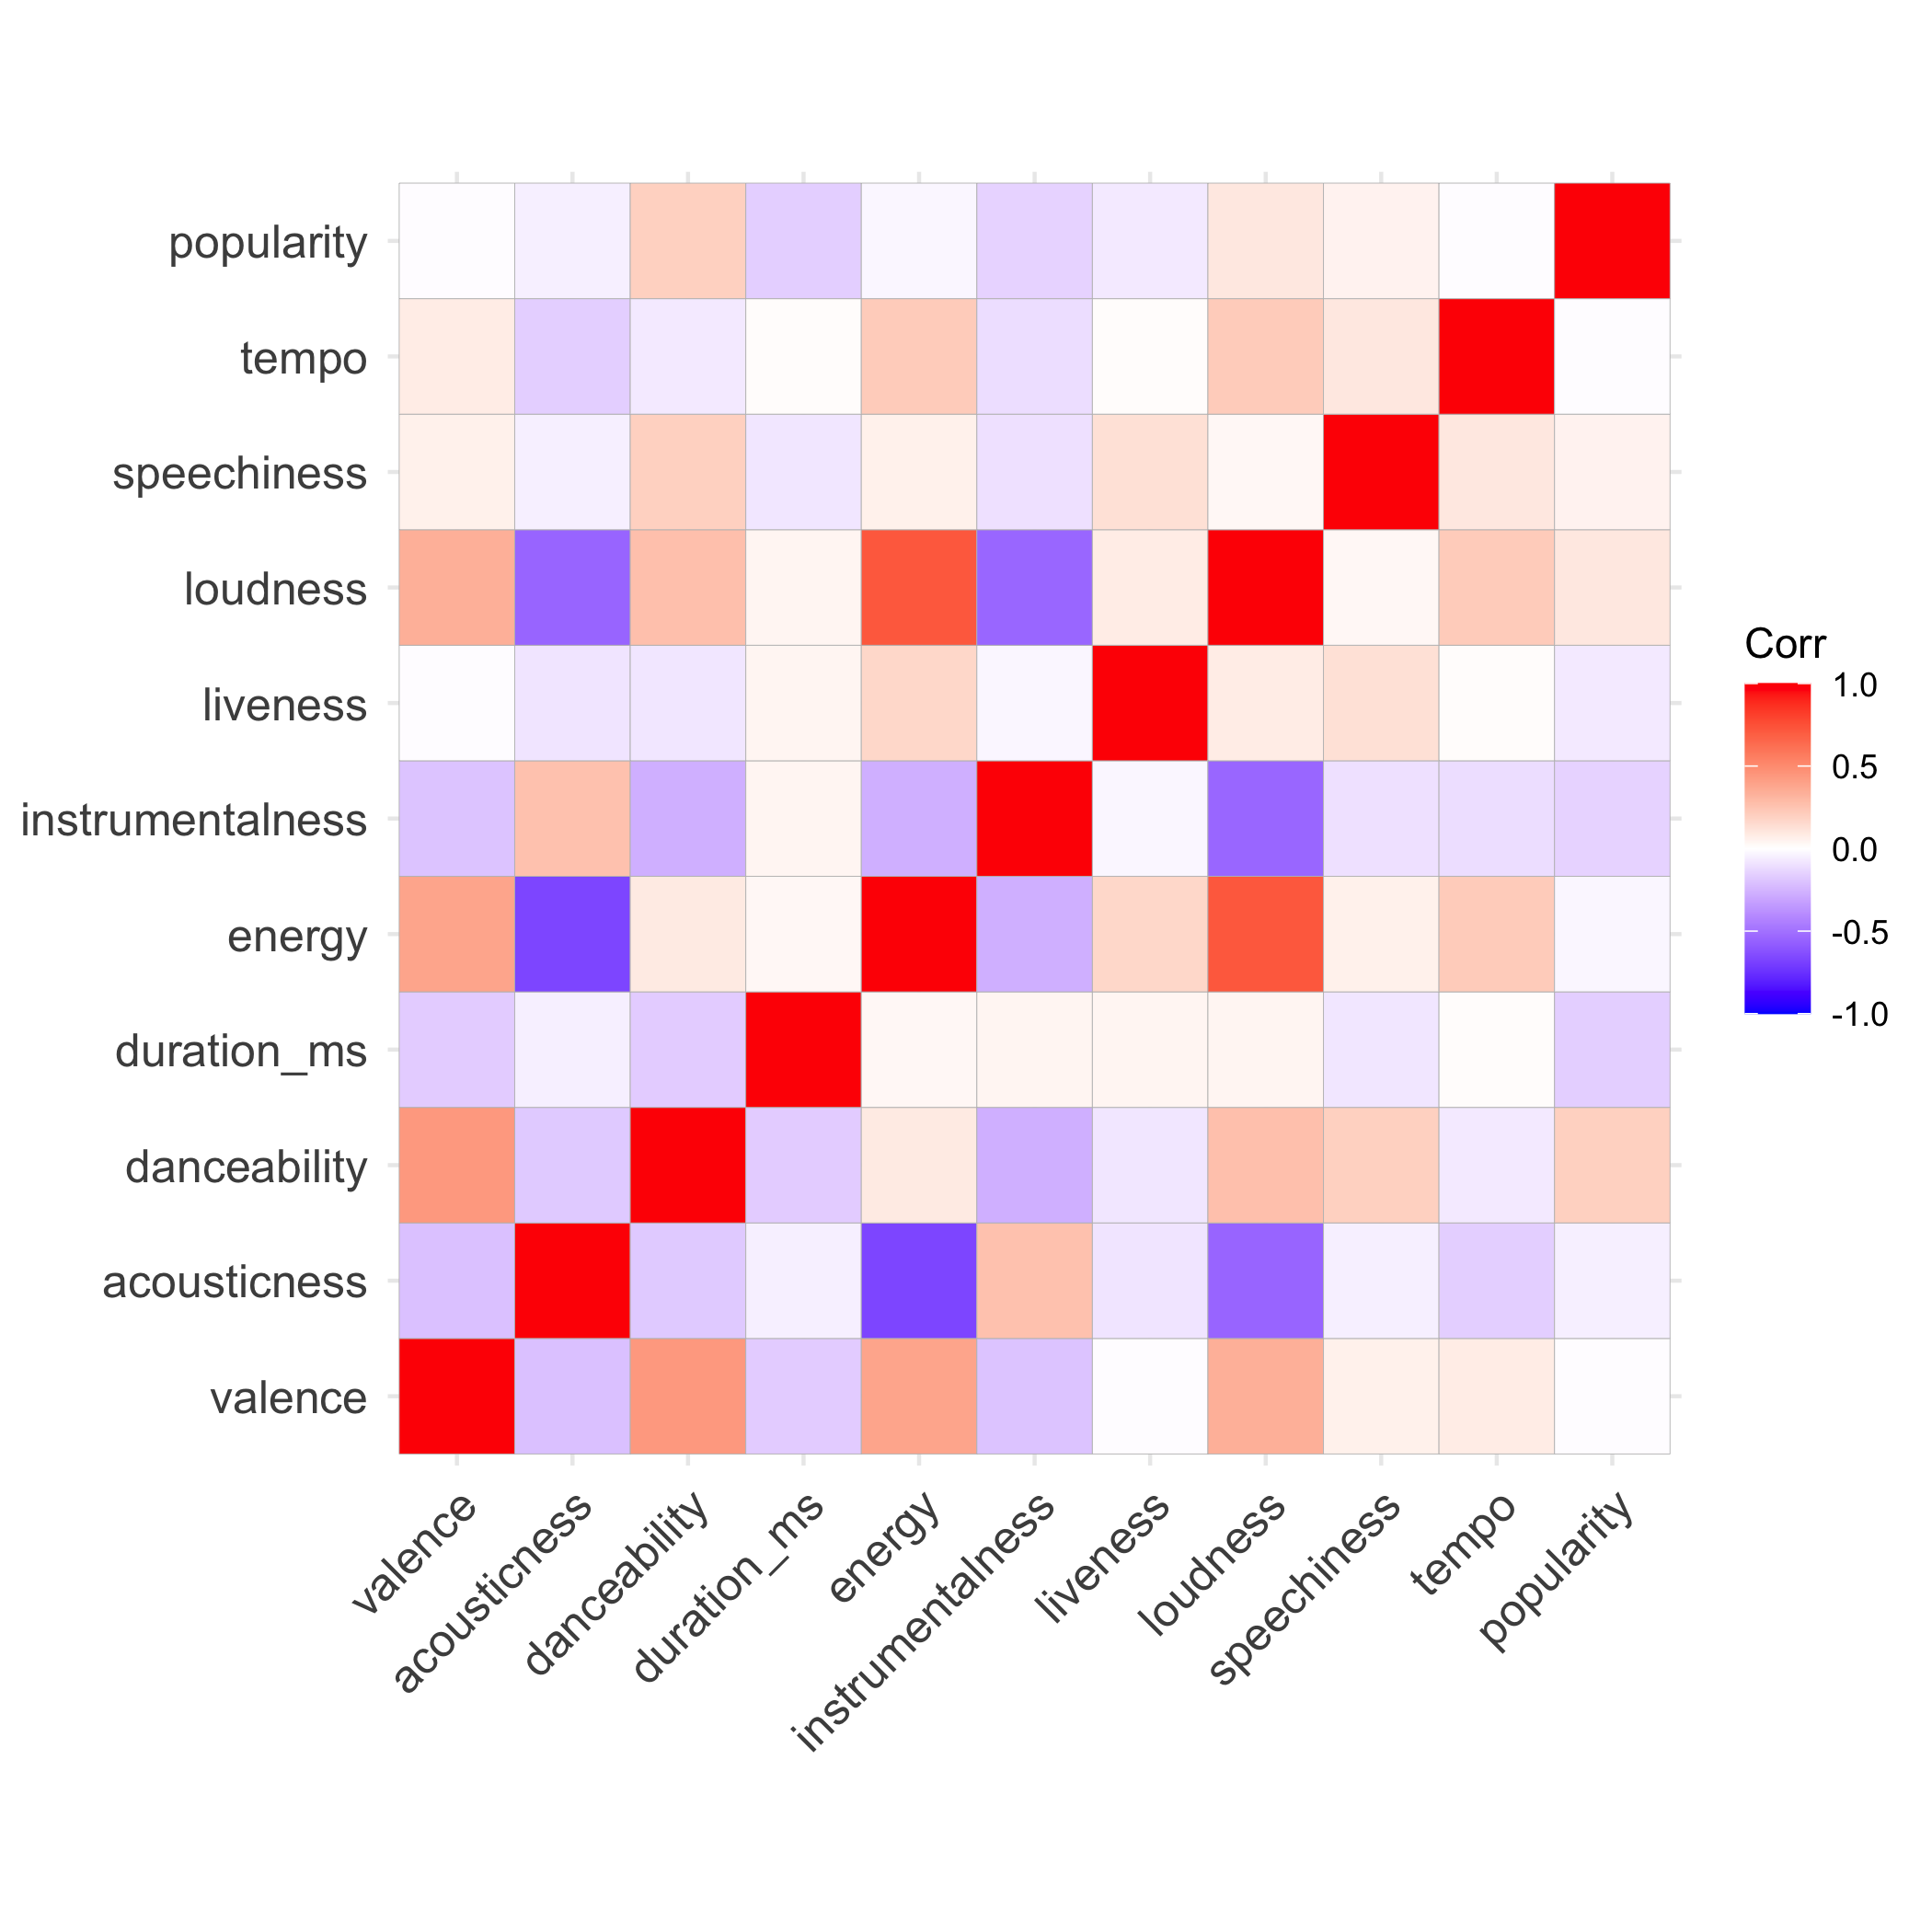 popularity
tempo
speechiness
loudness
liveness
instrumentalness
energy
duration_ms
danceability
acousticness
valence
valence
acousticness
danceability
duration_ms
energy
instrumentalness
liveness
loudness
speechiness
tempo
popularity
Corr
1.0
0.5
0.0
-0.5
-1.0